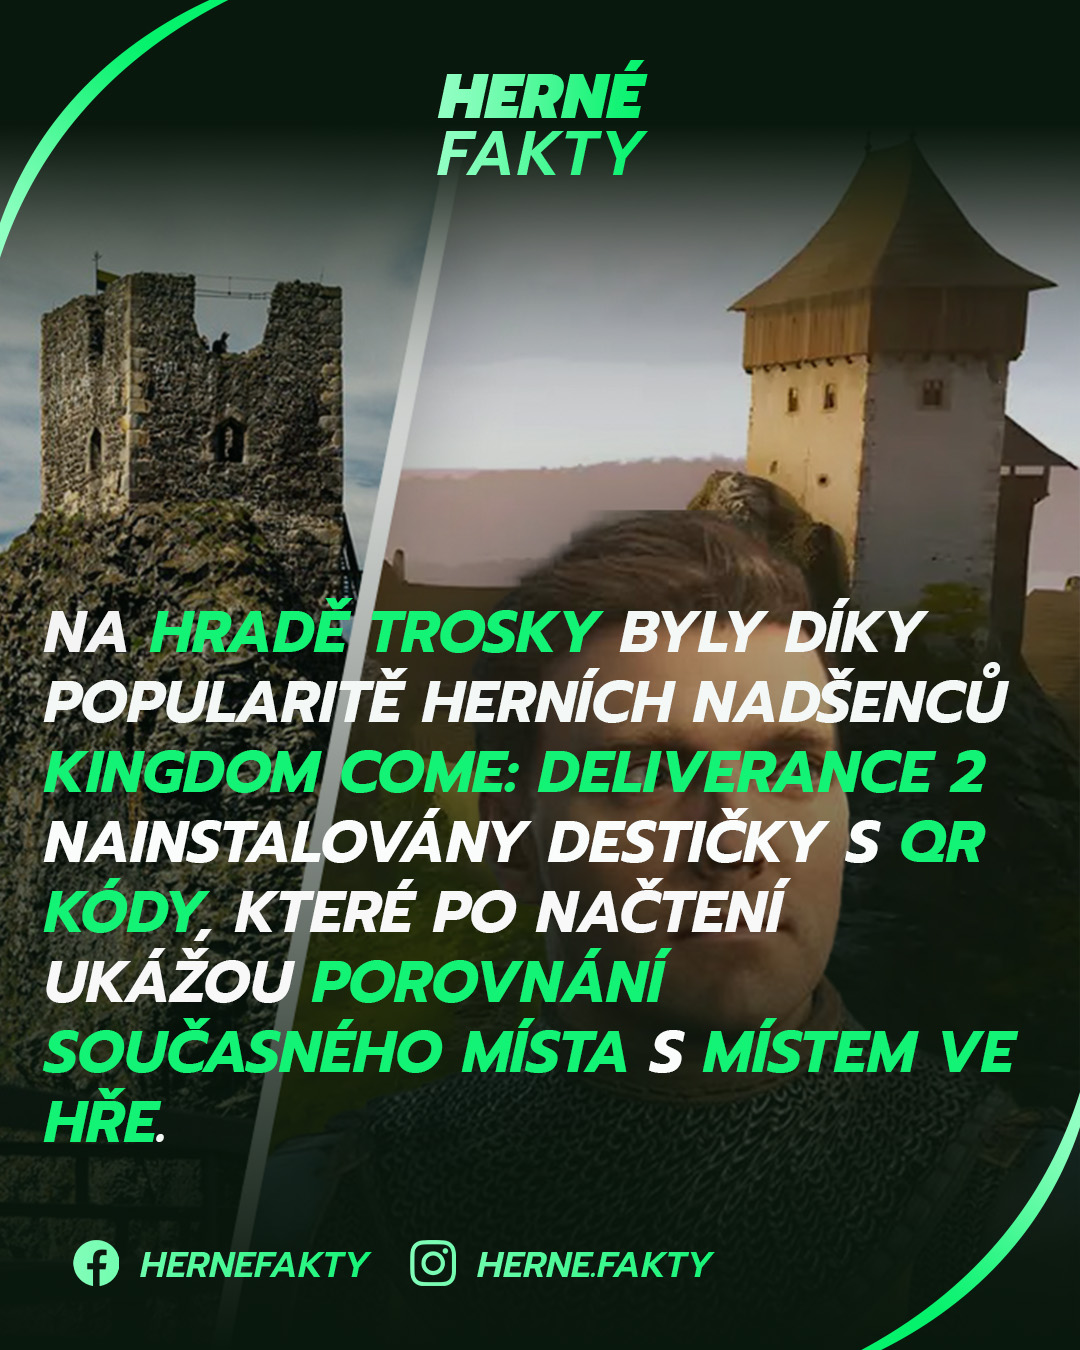 HERNÉ
FAKTY
NA HRADĚ TROSKY BYLY DÍKY
POPULARITĚ HERNÍCH NADŠENCŮ
KINGDOM COME: DELIVERANCE 2
NAINSTALOVÁNY DESTIČKY S QR
KÓDY, KTERÉ PO NAČTENÍ
UKÁŽOU POROVNÁNÍ
SOUČASNÉHO MÍSTA S MÍSTEM VE
HŘE.
HERNEFAKTY HERNE.FAKTY